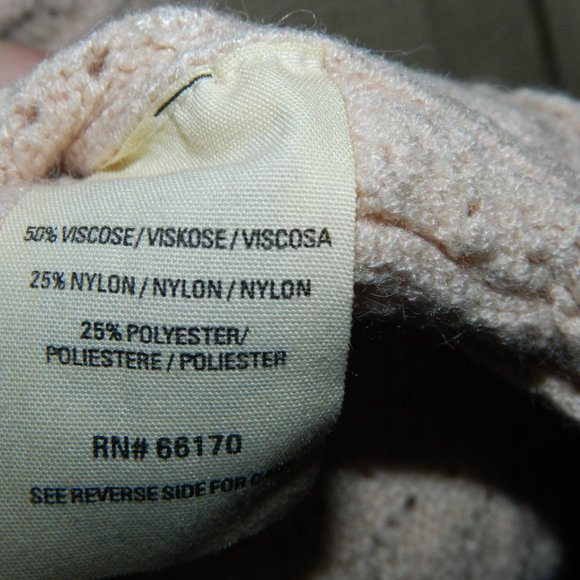 50% VISCOSE/VISKOSE/VISCOSA
25% NYLON/NYLON/NYLON
25% POLYESTER/
POLIESTERE/POLIESTER
RN# 66170
SEE REVERSE SIDE FOR